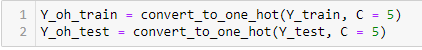 1 Y_oh_train = convert_to_one_hot(Y_train, C = 5)
2 Y_oh_test = convert_to_one_hot(Y_test, C = 5)